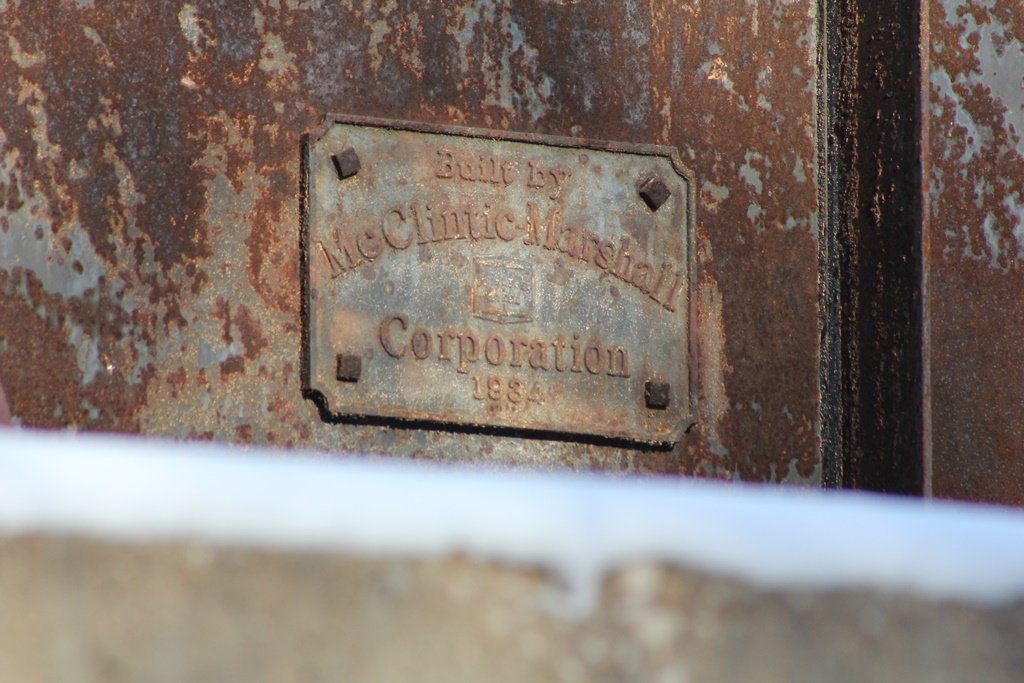 Built by
McClintic-Marshall
Corporation
1934